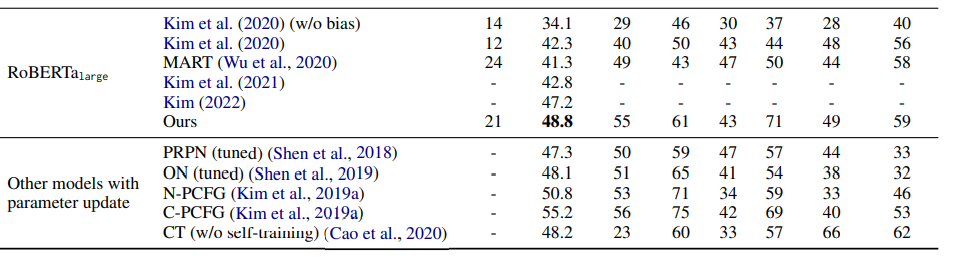 Kim et al. (2020) (w/o bias) 14 34.1 29 46 30 37 28 40
Kim et al. (2020) 12 42.3 40 50 43 44 48 56
MART (Wu et al., 2020) 24 41.3 49 43 47 50 44 58
RoBERTalarge
Kim et al. (2021) - 42.8 - - - - - -
Kim (2022) - 47.2 - - - - - -
Ours 21 48.8 55 61 43 71 49 59
PRPN (tuned) (Shen et al., 2018) - 47.3 50 59 47 57 44 33
ON (tuned) (Shen et al., 2019) - 48.1 51 65 41 54 38 32
Other models with
parameter update
N-PCFG (Kim et al., 2019a) - 50.8 53 71 34 59 33 46
C-PCFG (Kim et al., 2019a) - 55.2 56 75 42 69 40 53
CT (w/o self-training) (Cao et al., 2020) - 48.2 23 60 33 57 66 62